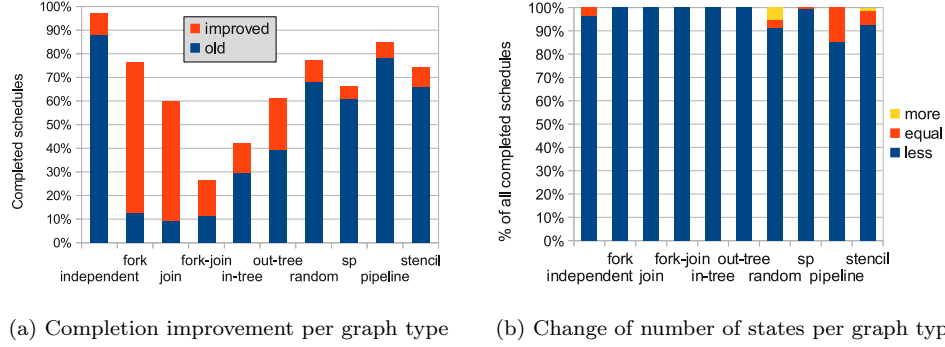 100%
90%
80%
70%
60%
50%
40%
30%
20%
10%
0%
Completed schedules
improved
old
fork fork-join out-tree sp stencil
independent join in-tree random pipeline
(a) Completion improvement per graph type
100%
90%
80%
70%
60%
50%
40%
30%
20%
10%
0%
% of all completed schedules
more
equal
less
fork fork-join out-tree sp stencil
independent join in-tree random pipeline
(b) Change of number of states per graph typ